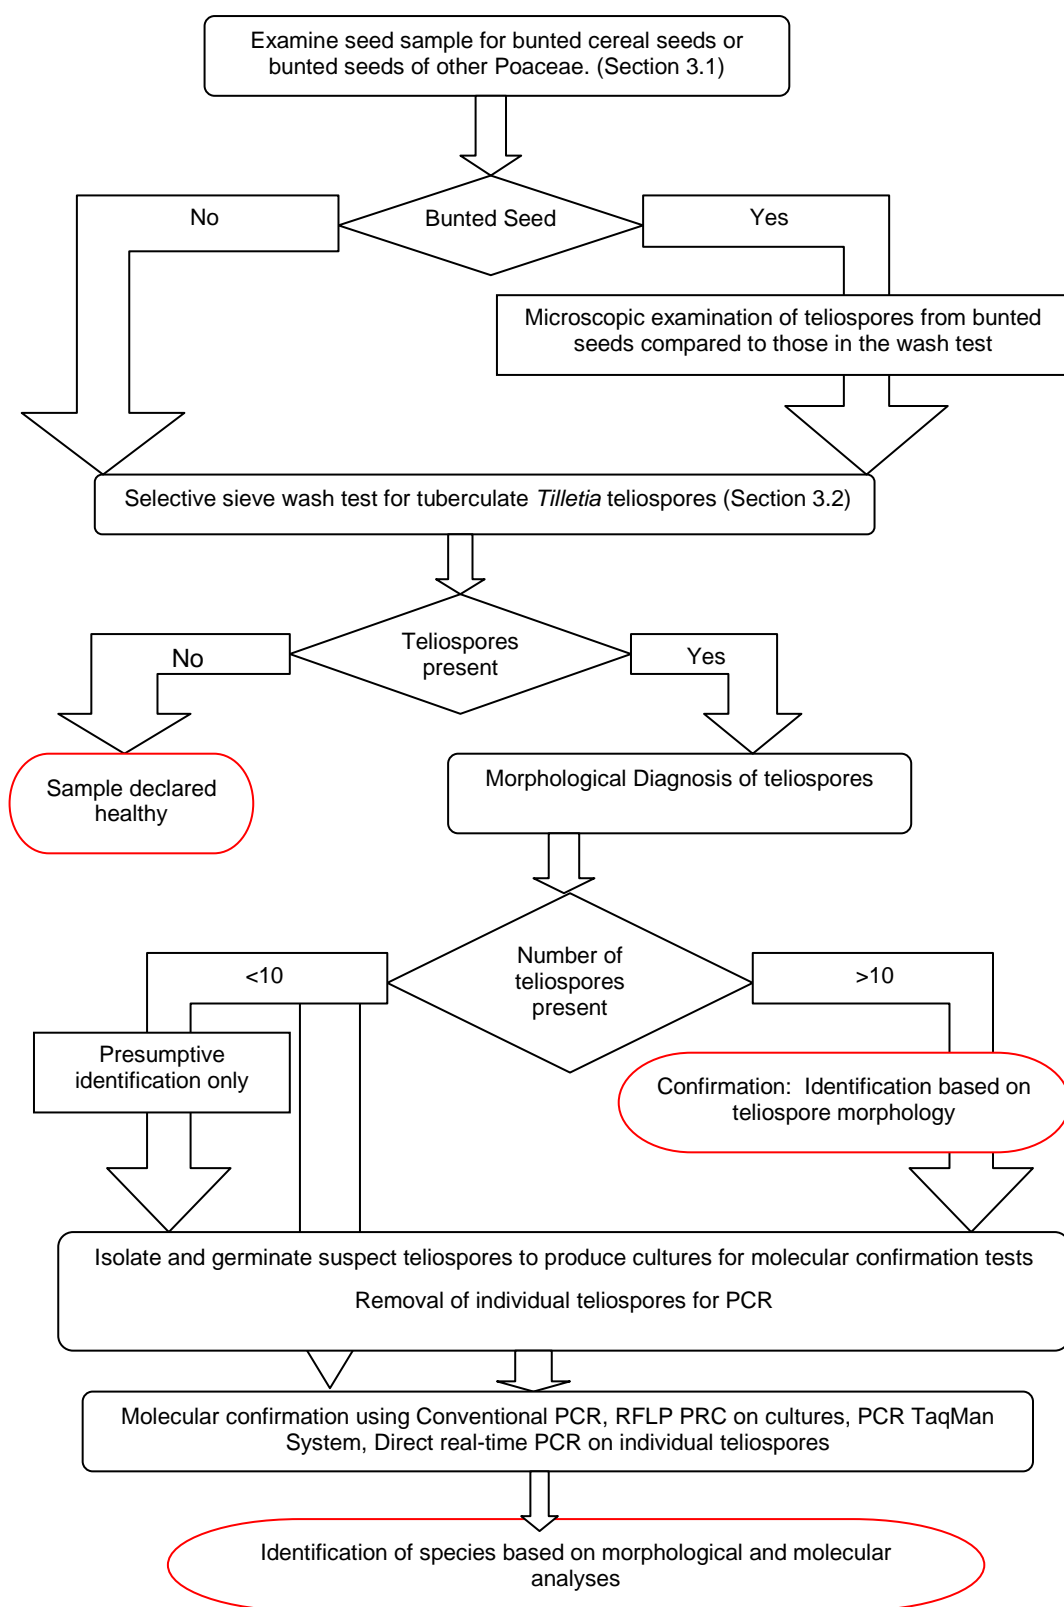 Examine seed sample for bunted cereal seeds or
bunted seeds of other Poaceae. (Section 3.1)
No
Bunted Seed
Yes
Microscopic examination of teliospores from bunted
seeds compared to those in the wash test
Selective sieve wash test for tuberculate Tilletia teliospores (Section 3.2)
No
Teliospores
present
Yes
Sample declared
healthy
Morphological Diagnosis of teliospores
<10
Number of
teliospores
present
>10
Presumptive
identification only
Confirmation:  Identification based on
teliospore morphology
Isolate and germinate suspect teliospores to produce cultures for molecular confirmation tests
Removal of individual teliospores for PCR
Molecular confirmation using Conventional PCR, RFLP PRC on cultures, PCR TaqMan
System, Direct real-time PCR on individual teliospores
Identification of species based on morphological and molecular
analyses